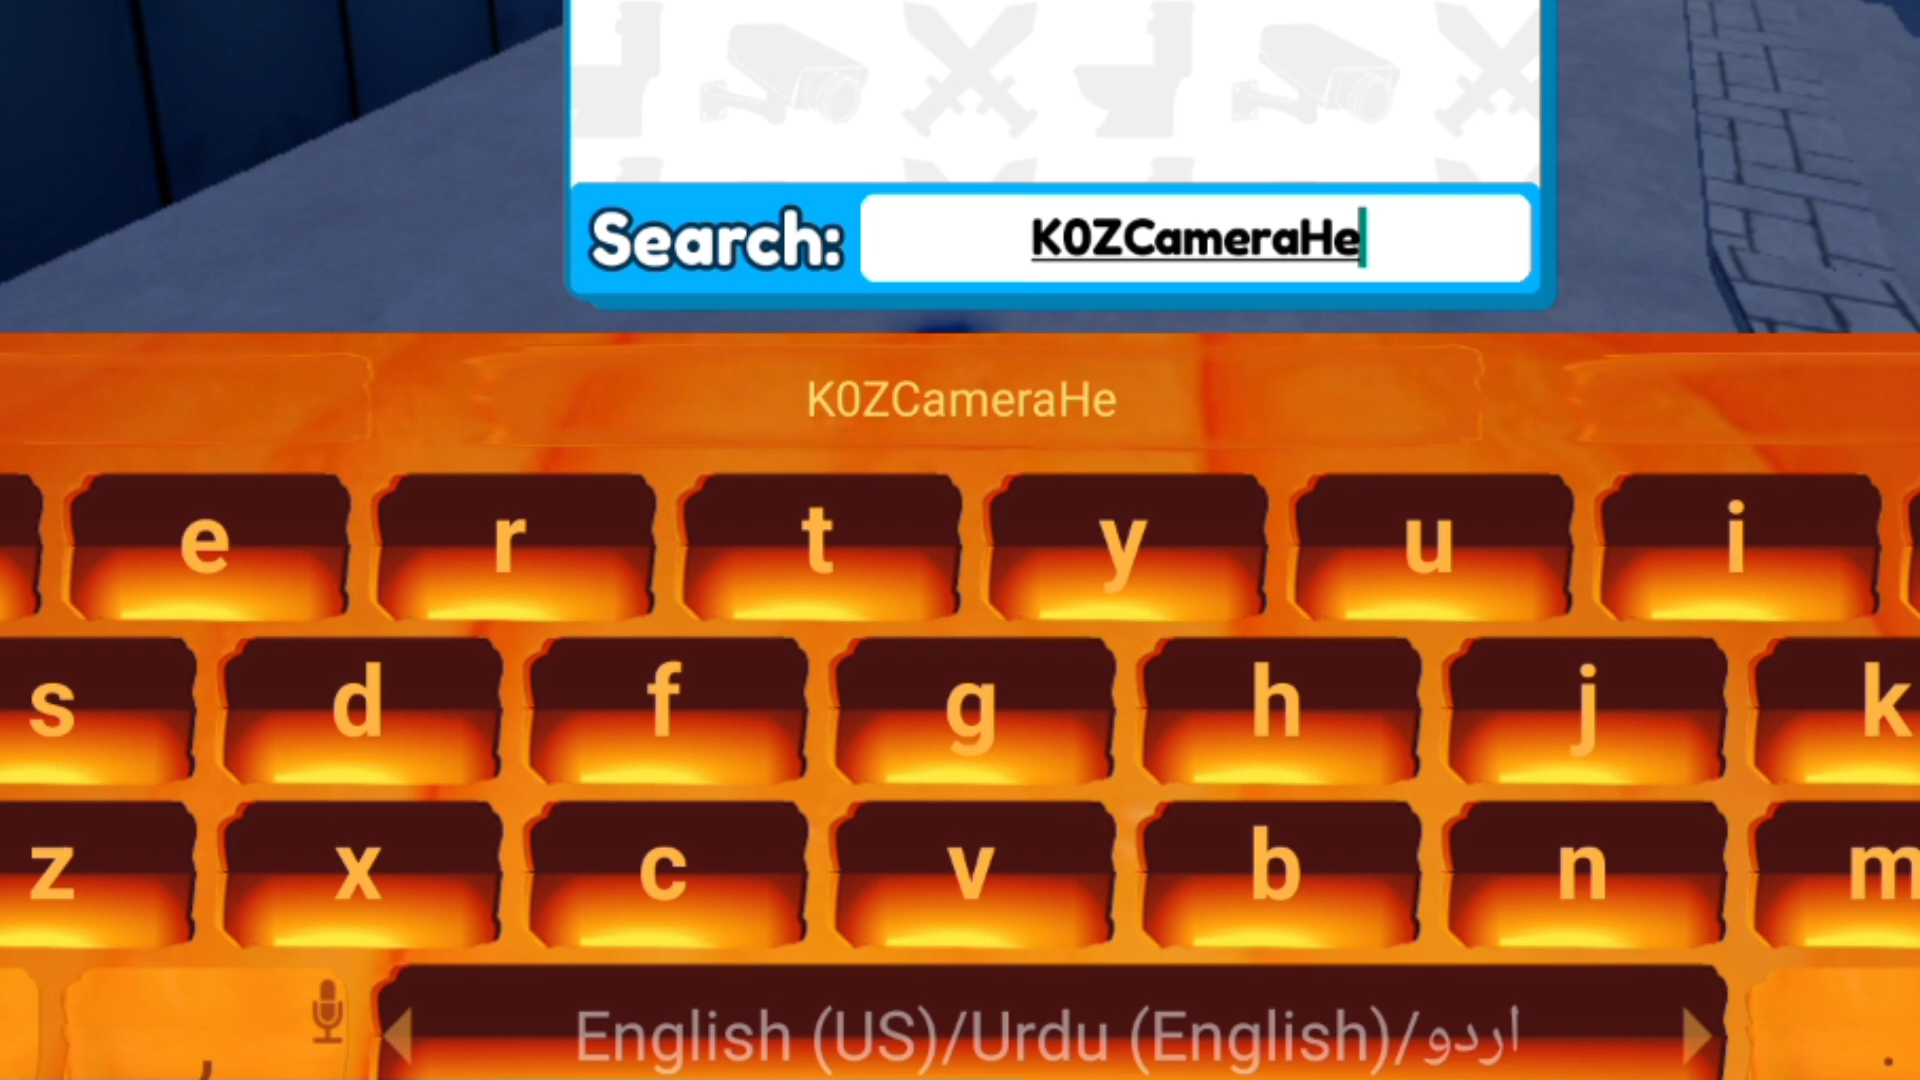 Search: K0ZCameraHe
K0ZCameraHe
e r t y u i
s d f g h j k
z x c v b n m
, English (US)/Urdu (English)/اردو .